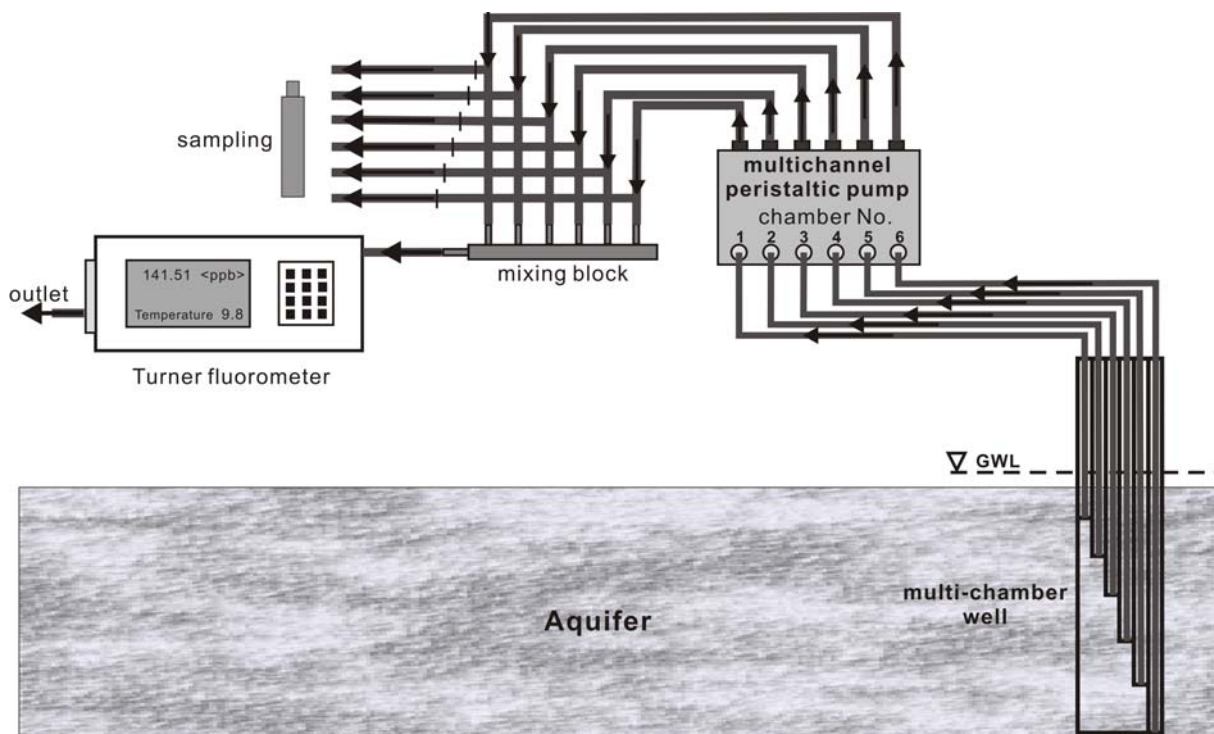 sampling
multichannel
peristaltic pump
chamber No.
1 2 3 4 5 6
mixing block
141.51 <ppb>
Temperature 9.8
outlet
Turner fluorometer
GWL
multi-chamber
well
Aquifer